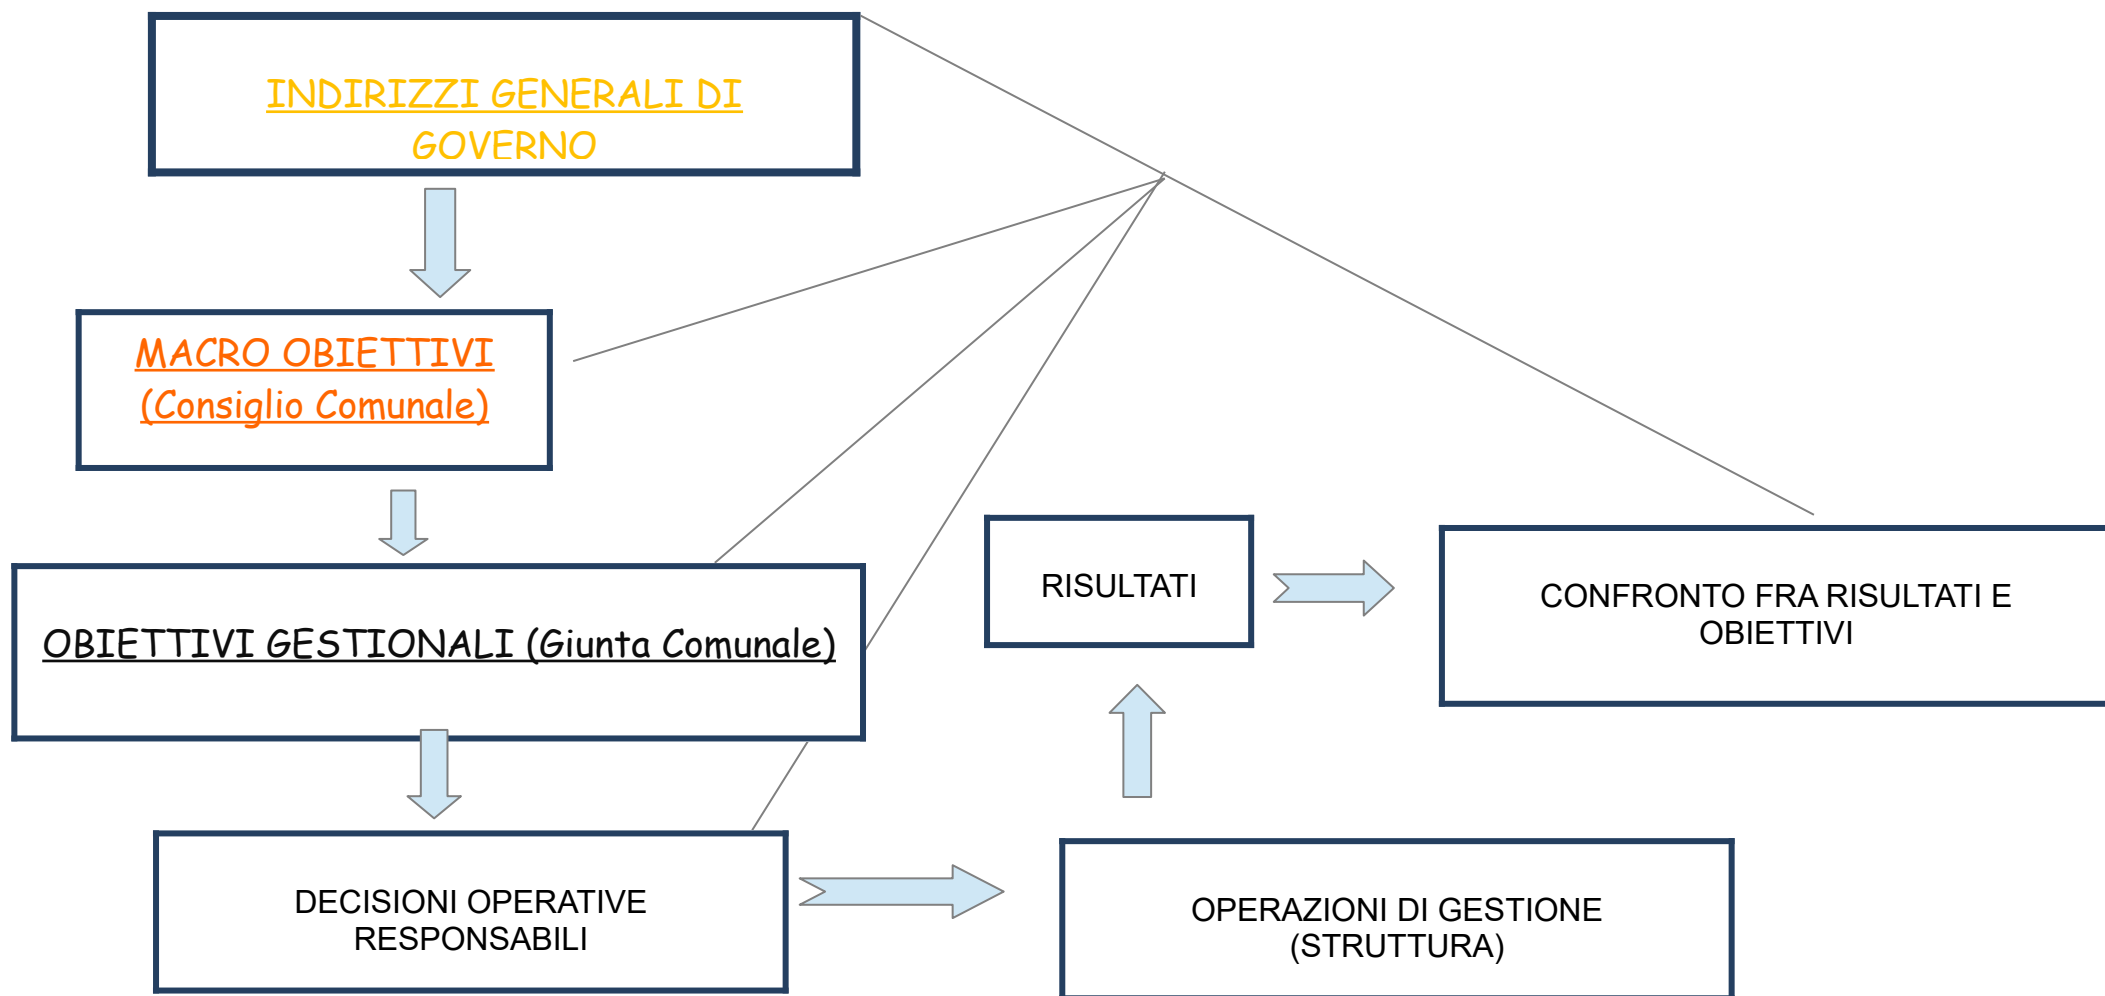 INDIRIZZI GENERALI DI
GOVERNO
MACRO OBIETTIVI
(Consiglio Comunale)
OBIETTIVI GESTIONALI (Giunta Comunale)
DECISIONI OPERATIVE
RESPONSABILI
OPERAZIONI DI GESTIONE
(STRUTTURA)
RISULTATI
CONFRONTO FRA RISULTATI E
OBIETTIVI